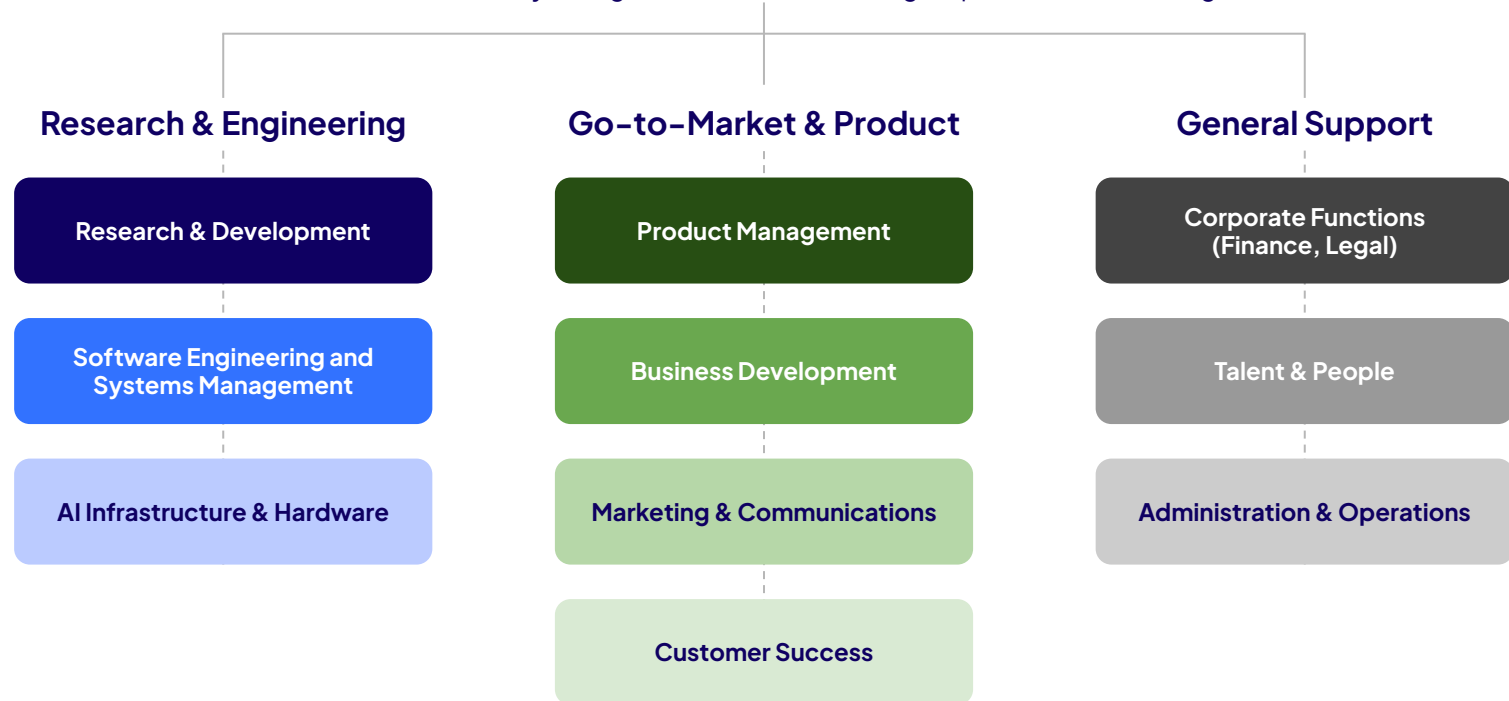 Research & Engineering
Go-to-Market & Product
General Support
Research & Development
Product Management
Corporate Functions
(Finance, Legal)
Software Engineering and
Systems Management
Business Development
Talent & People
AI Infrastructure & Hardware
Marketing & Communications
Administration & Operations
Customer Success